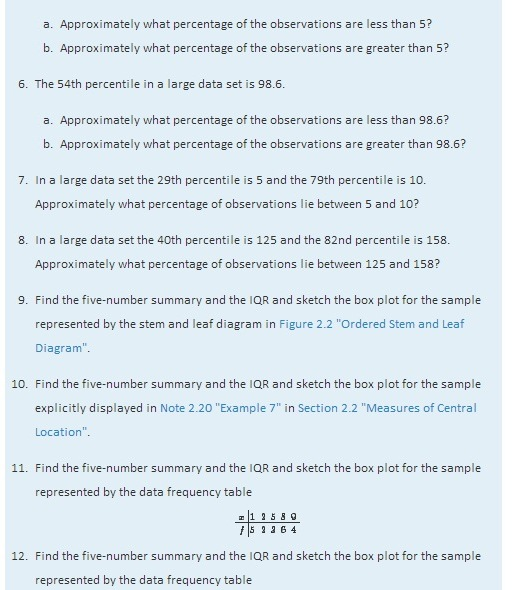 a. Approximately what percentage of the observations are less than 5?
b. Approximately what percentage of the observations are greater than 5?
6. The 54th percentile in a large data set is 98.6.
a. Approximately what percentage of the observations are less than 98.6?
b. Approximately what percentage of the observations are greater than 98.6?
7. In a large data set the 29th percentile is 5 and the 79th percentile is 10.
Approximately what percentage of observations lie between 5 and 10?
8. In a large data set the 40th percentile is 125 and the 82nd percentile is 158.
Approximately what percentage of observations lie between 125 and 158?
9. Find the five-number summary and the IQR and sketch the box plot for the sample
represented by the stem and leaf diagram in Figure 2.2 "Ordered Stem and Leaf
Diagram".
10. Find the five-number summary and the IQR and sketch the box plot for the sample
explicitly displayed in Note 2.20 "Example 7" in Section 2.2 "Measures of Central
Location".
11. Find the five-number summary and the IQR and sketch the box plot for the sample
represented by the data frequency table
x 1 2 5 8 9
f 5 2 3 6 4
12. Find the five-number summary and the IQR and sketch the box plot for the sample
represented by the data frequency table